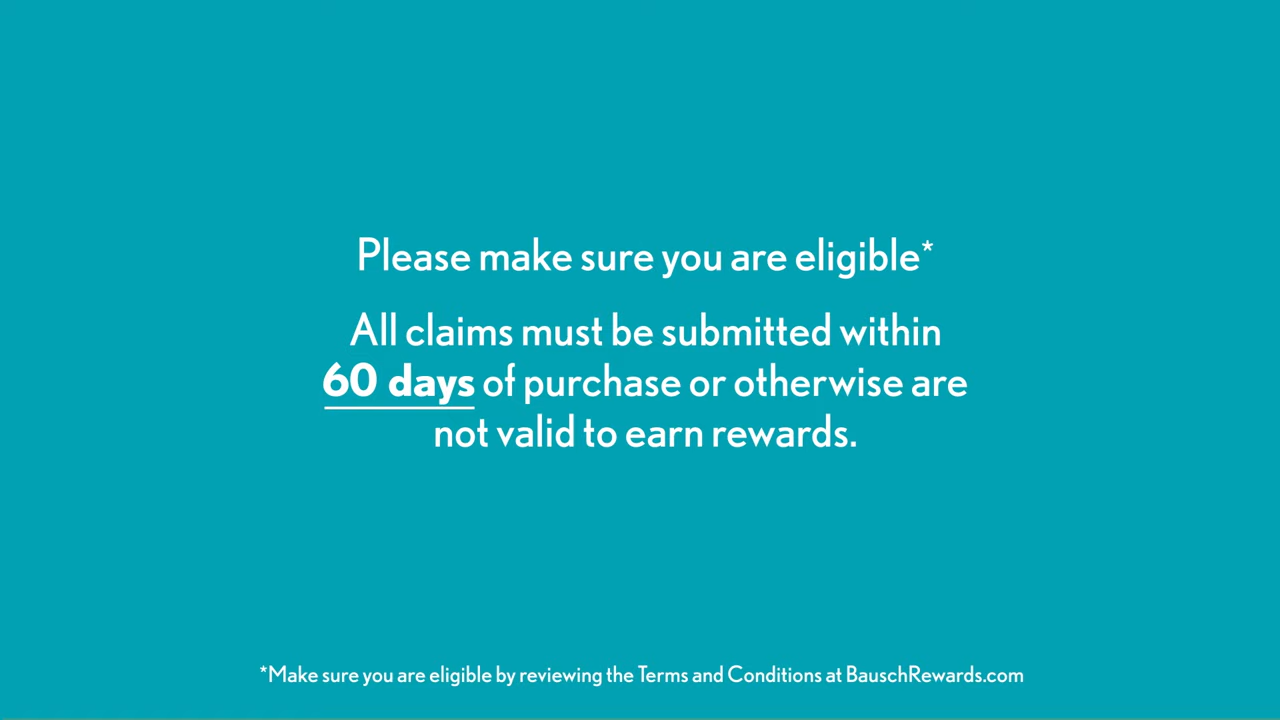 Please make sure you are eligible*
All claims must be submitted within
60 days of purchase or otherwise are
not valid to earn rewards.
*Make sure you are eligible by reviewing the Terms and Conditions at BauschRewards.com